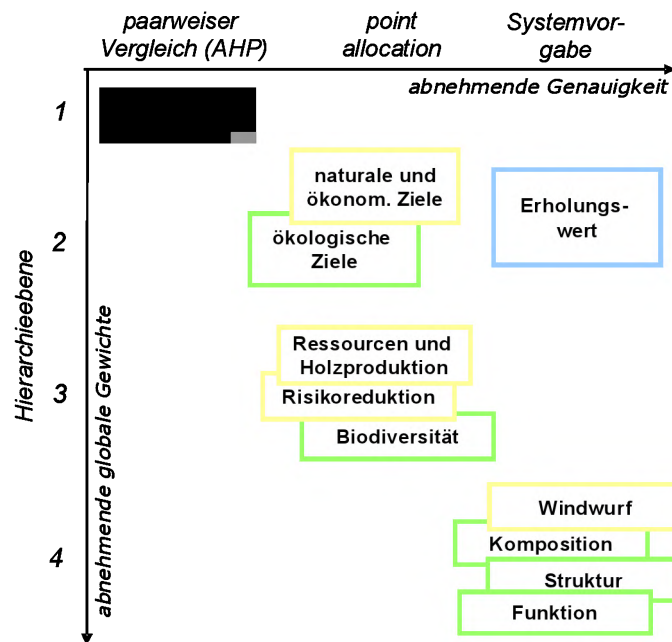 paarweiser
Vergleich (AHP)
point
allocation
Systemvor-
gabe
abnehmende Genauigkeit
Hierarchieebene
abnehmende globale Gewichte
1
2
naturale und
ökonom. Ziele
ökologische
Ziele
Erholungs-
wert
3
Ressourcen und
Holzproduktion
Risikoreduktion
Biodiversität
4
Windwurf
Komposition
Struktur
Funktion